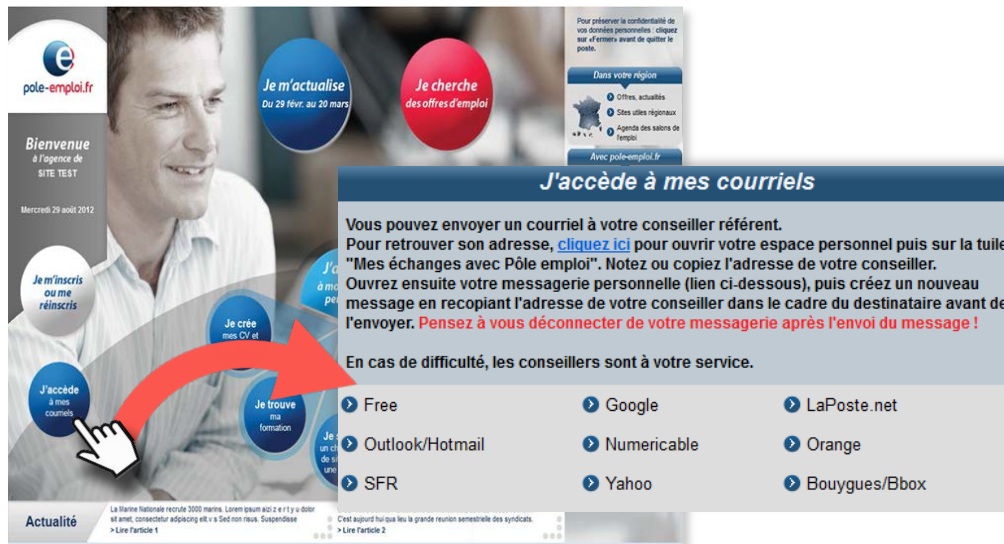 pole-emploi.fr
Bienvenue
à l'agence de
SITE TEST
Mercredi 29 août 2012
Je m'inscris
ou me
réinscris
J'accède
à mes
courriels
Je crée
mes CV et
Je trouve
ma
formation
Je m'actualise
Du 29 févr. au 20 mars
Je cherche
des offres d'emploi
Pour préserver la confidentialité de
vos données personnelles : cliquez
sur «Fermer» avant de quitter le
poste.
Dans votre région
Offres, actualités
Sites utiles régionaux
Agenda des salons de
l'emploi
Avec pole-emploi.fr
J'accède à mes courriels
Vous pouvez envoyer un courriel à votre conseiller référent.
Pour retrouver son adresse, cliquez ici pour ouvrir votre espace personnel puis sur la tuile
"Mes échanges avec Pôle emploi". Notez ou copiez l'adresse de votre conseiller.
Ouvrez ensuite votre messagerie personnelle (lien ci-dessous), puis créez un nouveau
message en recopiant l'adresse de votre conseiller dans le cadre du destinataire avant de
l'envoyer. Pensez à vous déconnecter de votre messagerie après l'envoi du message !
En cas de difficulté, les conseillers sont à votre service.
Free
Google
LaPoste.net
Outlook/Hotmail
Numericable
Orange
SFR
Yahoo
Bouygues/Bbox
Actualité
La Marine Nationale recrute 3000 marins. Lorem ipsum aizi z e r t y u dolor
sit amet, consectetur adipiscing elit.v s Sed non risus. Suspendisse
> Lire l'article 1
C'est aujourd hui que lieu la grande reunion semestrielle des syndicats.
> Lire l'article 2